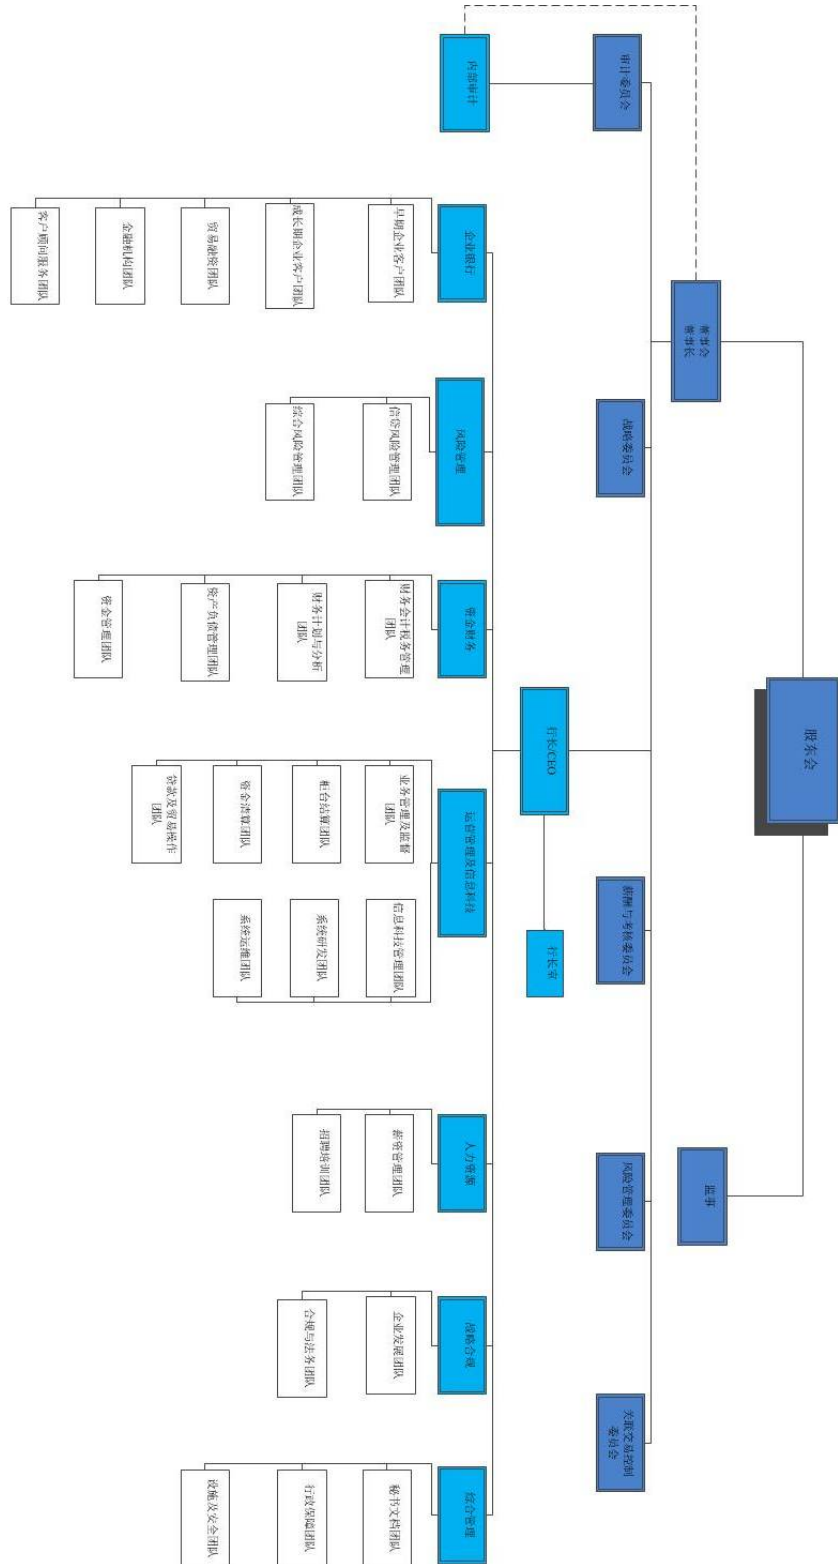 股东会
董事会
董事长
监事
审计委员会
战略委员会
薪酬与考核委员会
风险管理委员会
关联交易控制
委员会
内部审计
行长/CEO
行长室
企业银行
风险管理
资金财务
运营管理及信息科技
人力资源
战略合规
综合管理
早期企业客户团队
成长期企业客户团队
贸易融资团队
金融机构团队
客户顾问服务团队
信贷风险管理团队
综合风险管理团队
财务会计税务管理
团队
财务计划与分析
团队
资产负债管理团队
资金管理团队
业务管理及监督
团队
柜台结算团队
资金清算团队
贷款及贸易操作
团队
信息科技管理团队
系统研发团队
系统运维团队
薪资管理团队
招聘培训团队
企业发展团队
合规与法务团队
秘书文档团队
行政保障团队
设施及安全团队